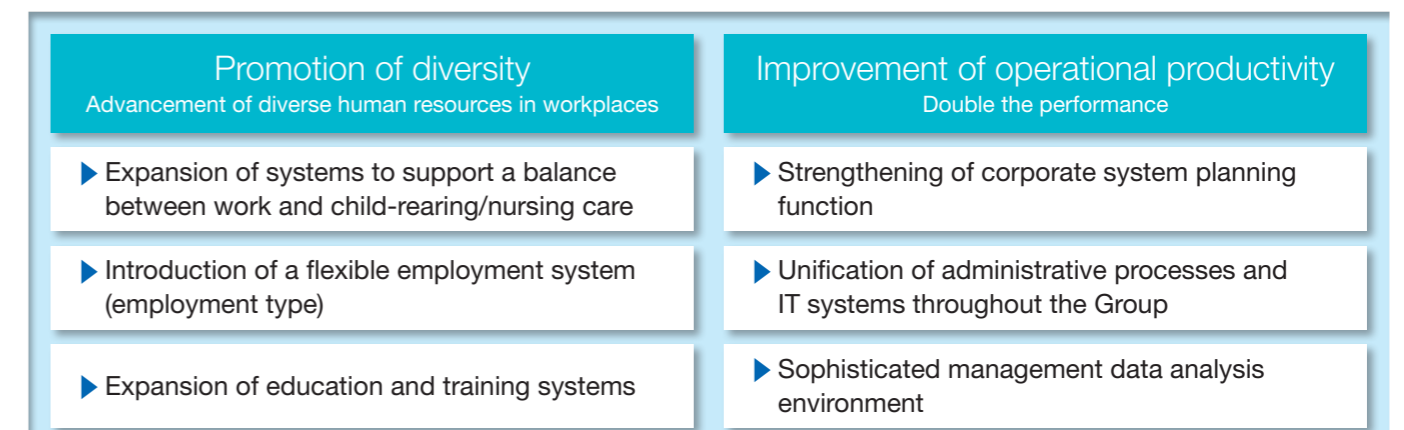 Promotion of diversity
Advancement of diverse human resources in workplaces
Expansion of systems to support a balance
between work and child-rearing/nursing care
Introduction of a flexible employment system
(employment type)
Expansion of education and training systems
Improvement of operational productivity
Double the performance
Strengthening of corporate system planning
function
Unification of administrative processes and
IT systems throughout the Group
Sophisticated management data analysis
environment